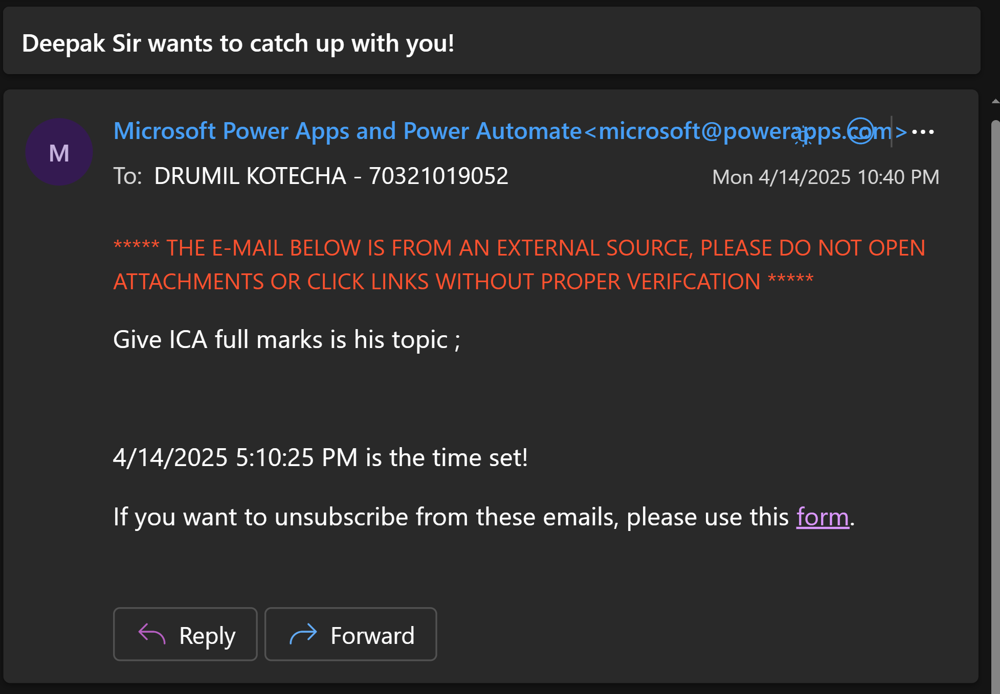 Deepak Sir wants to catch up with you!
M
Microsoft Power Apps and Power Automate<microsoft@powerapps.com>
To: DRUMIL KOTECHA - 70321019052
Mon 4/14/2025 10:40 PM
***** THE E-MAIL BELOW IS FROM AN EXTERNAL SOURCE, PLEASE DO NOT OPEN
ATTACHMENTS OR CLICK LINKS WITHOUT PROPER VERIFCATION *****
Give ICA full marks is his topic ;
4/14/2025 5:10:25 PM is the time set!
If you want to unsubscribe from these emails, please use this form.
Reply
Forward